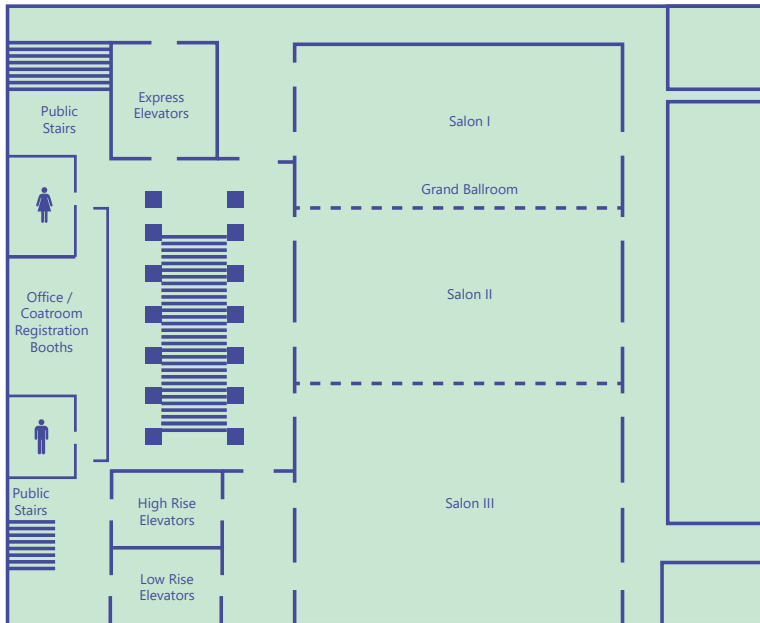 Express
Elevators
Public
Stairs
Salon I
Grand Ballroom
Salon II
Office /
Coatroom
Registration
Booths
Public
Stairs
High Rise
Elevators
Salon III
Low Rise
Elevators